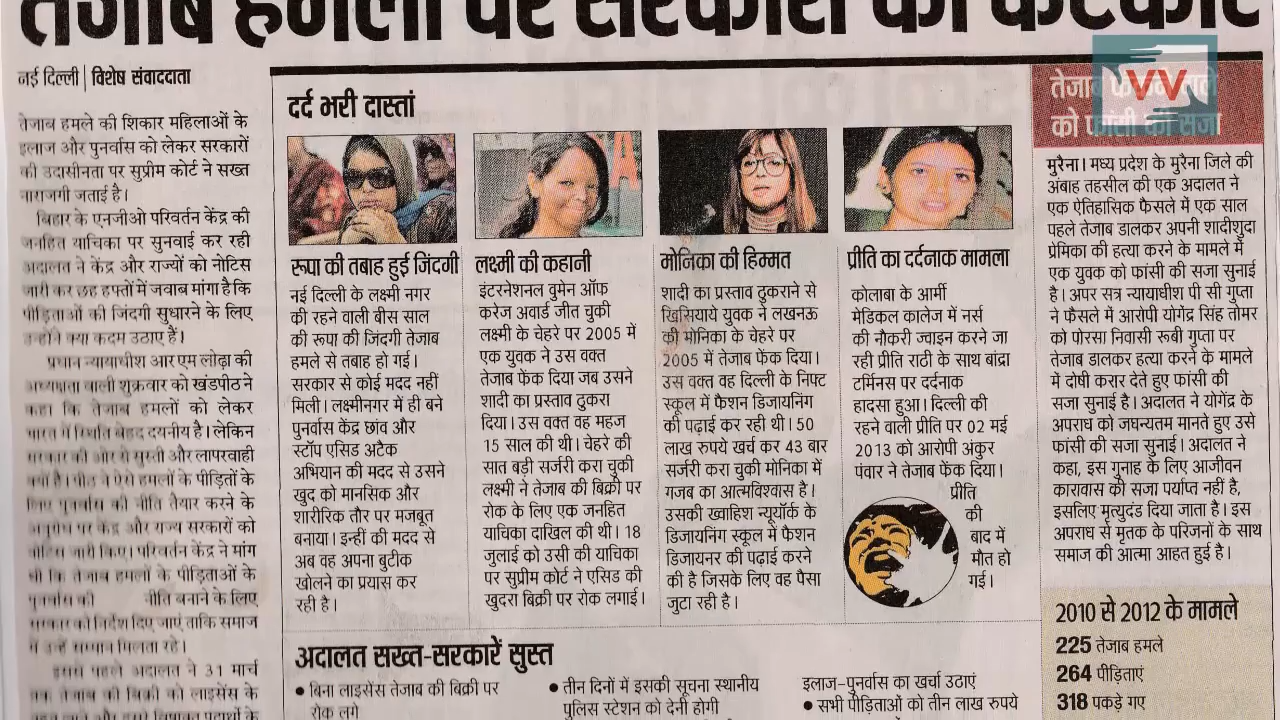 तेजाब हमलों पर सरकारों को फटकार
नई दिल्ली | विशेष संवाददाता
तेजाब हमले की शिकार महिलाओं के
इलाज और पुनर्वास को लेकर सरकारों
की उदासीनता पर सुप्रीम कोर्ट ने सख्त
नाराजगी जताई है।
बिहार के एनजीओ परिवर्तन केंद्र की
जनहित याचिका पर सुनवाई कर रही
अदालत ने केंद्र और राज्यों को नोटिस
जारी कर छह हफ्तों में जवाब मांगा है कि
पीड़िताओं की जिंदगी सुधारने के लिए
उन्होंने क्या कदम उठाए हैं।
प्रधान न्यायाधीश आर एम लोढ़ा की
अध्यक्षता वाली शुक्रवार को खंडपीठ ने
कहा कि तेजाब हमलों को लेकर
भारत में स्थिति बेहद दयनीय है। लेकिन
सरकार की ओर से सुस्ती और लापरवाही
क्यों है। पीठ ने ऐसे हमलों के पीड़ितों के
लिए पुनर्वास की नीति तैयार करने के
अनुरोध पर केंद्र और राज्य सरकारों को
नोटिस जारी किए। परिवर्तन केंद्र ने मांग
थी कि तेजाब हमलों के पीड़िताओं के
पुनर्वास की नीति बनाने के लिए
सरकार को निर्देश दिए जाएं ताकि समाज
में उन्हें सम्मान मिलता रहे।
इससे पहले अदालत ने 31 मार्च
तक तेजाब की बिक्री को लाइसेंस के
दर्द भरी दास्तां
रूपा की तबाह हुई जिंदगी
नई दिल्ली के लक्ष्मी नगर
की रहने वाली बीस साल
की रूपा की जिंदगी तेजाब
हमले से तबाह हो गई।
सरकार से कोई मदद नहीं
मिली। लक्ष्मीनगर में ही बने
पुनर्वास केंद्र छांव और
स्टॉप एसिड अटैक
अभियान की मदद से उसने
खुद को मानसिक और
शारीरिक तौर पर मजबूत
बनाया। इन्हीं की मदद से
अब वह अपना बुटीक
खोलने का प्रयास कर
रही है।
लक्ष्मी की कहानी
इंटरनेशनल वुमेन ऑफ
करेज अवार्ड जीत चुकी
लक्ष्मी के चेहरे पर 2005 में
एक युवक ने उस वक्त
तेजाब फेंक दिया जब उसने
शादी का प्रस्ताव ठुकरा
दिया। उस वक्त वह महज
15 साल की थी। चेहरे की
सात बड़ी सर्जरी करा चुकी
लक्ष्मी ने तेजाब की बिक्री पर
रोक के लिए एक जनहित
याचिका दाखिल की थी। 18
जुलाई को उसी की याचिका
पर सुप्रीम कोर्ट ने एसिड की
खुदरा बिक्री पर रोक लगाई।
मोनिका की हिम्मत
शादी का प्रस्ताव ठुकराने से
खिसियाये युवक ने लखनऊ
की मोनिका के चेहरे पर
2005 में तेजाब फेंक दिया।
उस वक्त वह दिल्ली के निफ्ट
स्कूल में फैशन डिजायनिंग
की पढ़ाई कर रही थी। 50
लाख रुपये खर्च कर 43 बार
सर्जरी करा चुकी मोनिका में
गजब का आत्मविश्वास है।
उसकी ख्वाहिश न्यूयॉर्क के
डिजायनिंग स्कूल में फैशन
डिजायनर की पढ़ाई करने
की है जिसके लिए वह पैसा
जुटा रही है।
प्रीति का दर्दनाक मामला
कोलाबा के आर्मी
मेडिकल कालेज में नर्स
की नौकरी ज्वाइन करने जा
रही प्रीति राठी के साथ बांद्रा
टर्मिनस पर दर्दनाक
हादसा हुआ। दिल्ली की
रहने वाली प्रीति पर 02 मई
2013 को आरोपी अंकुर
पंवार ने तेजाब फेंक दिया।
प्रीति
की
बाद में
मौत हो
गई।
अदालत सख्त-सरकारें सुस्त
● बिना लाइसेंस तेजाब की बिक्री पर
रोक लगे
● तीन दिनों में इसकी सूचना स्थानीय
पुलिस स्टेशन को देनी होगी
इलाज-पुनर्वास का खर्चा उठाएं
● सभी पीड़िताओं को तीन लाख रुपये
VV
तेजाब फेंकने वाले
को फांसी की सजा
मुरैना। मध्य प्रदेश के मुरैना जिले की
अंबाह तहसील की एक अदालत ने
एक ऐतिहासिक फैसले में एक साल
पहले तेजाब डालकर अपनी शादीशुदा
प्रेमिका की हत्या करने के मामले में
एक युवक को फांसी की सजा सुनाई
है। अपर सत्र न्यायाधीश पी सी गुप्ता
ने फैसले में आरोपी योगेंद्र सिंह तोमर
को पोरसा निवासी रूबी गुप्ता पर
तेजाब डालकर हत्या करने के मामले
में दोषी करार देते हुए फांसी की
सजा सुनाई है। अदालत ने योगेंद्र के
अपराध को जघन्यतम मानते हुए उसे
फांसी की सजा सुनाई। अदालत ने
कहा, इस गुनाह के लिए आजीवन
कारावास की सजा पर्याप्त नहीं है,
इसलिए मृत्युदंड दिया जाता है। इस
अपराध से मृतक के परिजनों के साथ
समाज की आत्मा आहत हुई है।
2010 से 2012 के मामले
225 तेजाब हमले
264 पीड़िताएं
318 पकड़े गए